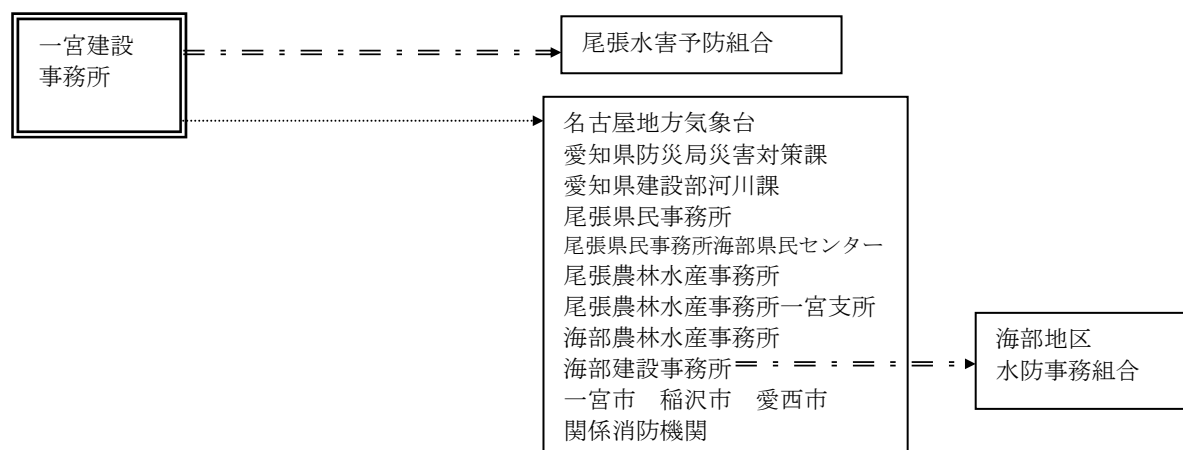 一宮建設
事務所
尾張水害予防組合
名古屋地方気象台
愛知県防災局災害対策課
愛知県建設部河川課
尾張県民事務所
尾張県民事務所海部県民センター
尾張農林水産事務所
尾張農林水産事務所一宮支所
海部農林水産事務所
海部建設事務所
一宮市　稲沢市　愛西市
関係消防機関
海部地区
水防事務組合